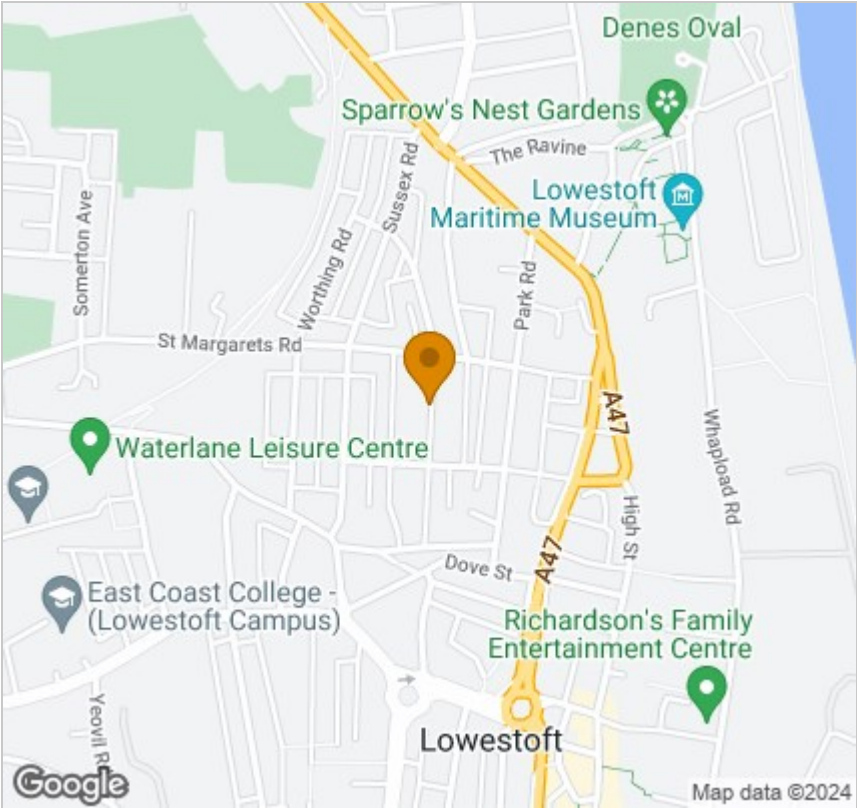 Denes Oval
Sparrow's Nest Gardens
The Ravine
Sussex Rd
Lowestoft
Maritime Museum
Somerton Ave
Worthing Rd
Park Rd
St Margarets Rd
A47
Waterlane Leisure Centre
Whapload Rd
High St
A47
Dove St
East Coast College -
(Lowestoft Campus)
Richardson's Family
Entertainment Centre
Yeovil Rd
Lowestoft
Google
Map data ©2024